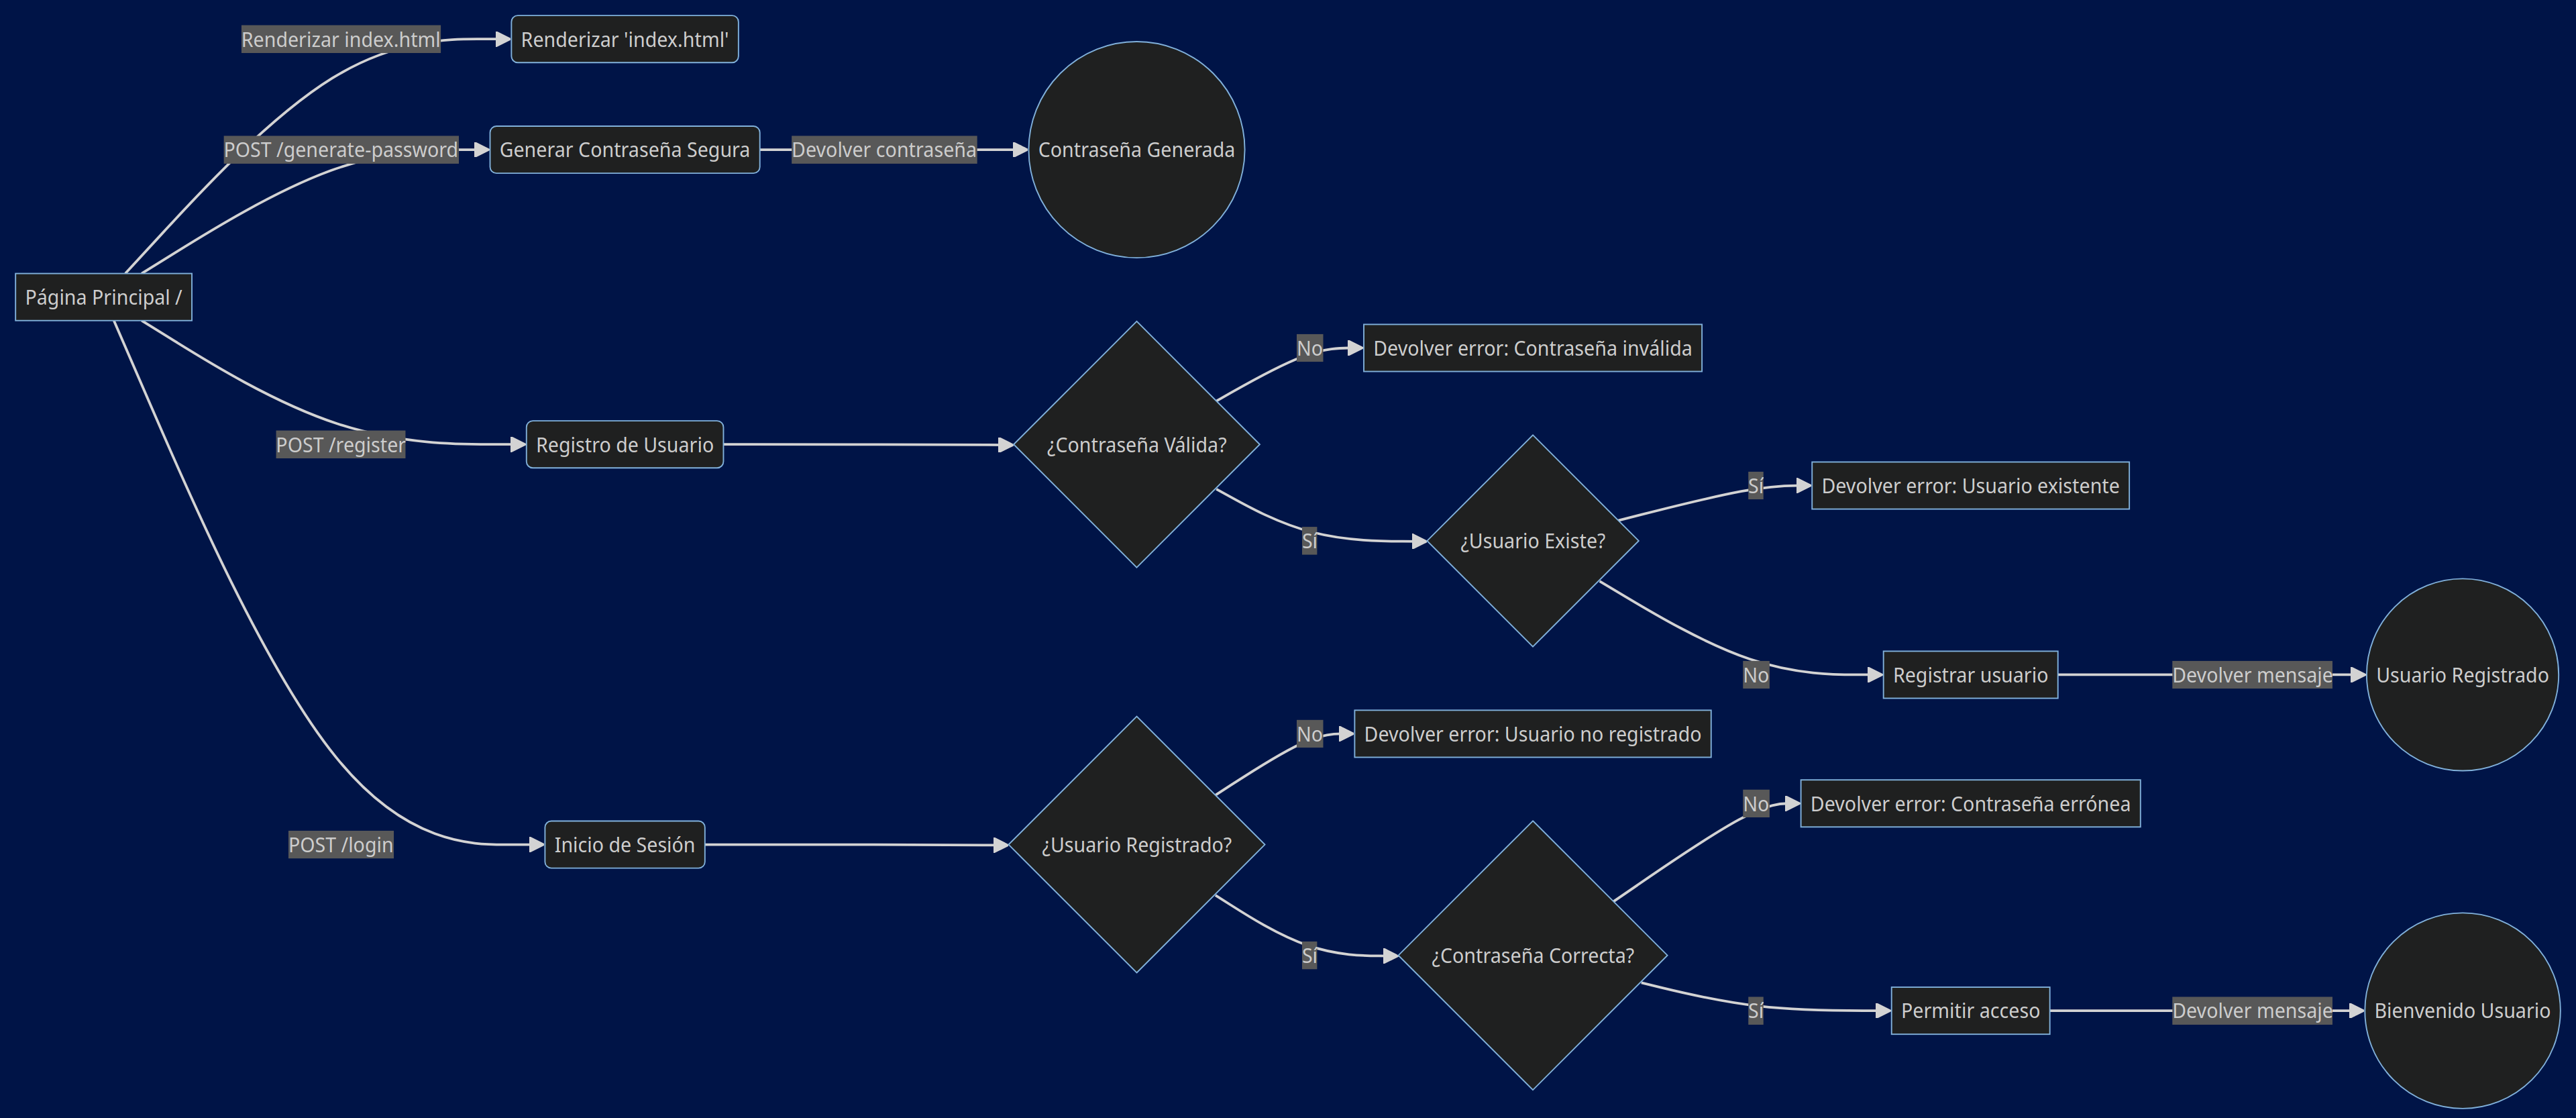 Renderizar index.html
Renderizar 'index.html'
POST /generate-password
Generar Contraseña Segura
Devolver contraseña
Contraseña Generada
Página Principal /
POST /register
Registro de Usuario
¿Contraseña Válida?
No
Devolver error: Contraseña inválida
Sí
¿Usuario Existe?
Sí
Devolver error: Usuario existente
No
Registrar usuario
Devolver mensaje
Usuario Registrado
POST /login
Inicio de Sesión
¿Usuario Registrado?
No
Devolver error: Usuario no registrado
Sí
¿Contraseña Correcta?
No
Devolver error: Contraseña errónea
Sí
Permitir acceso
Devolver mensaje
Bienvenido Usuario